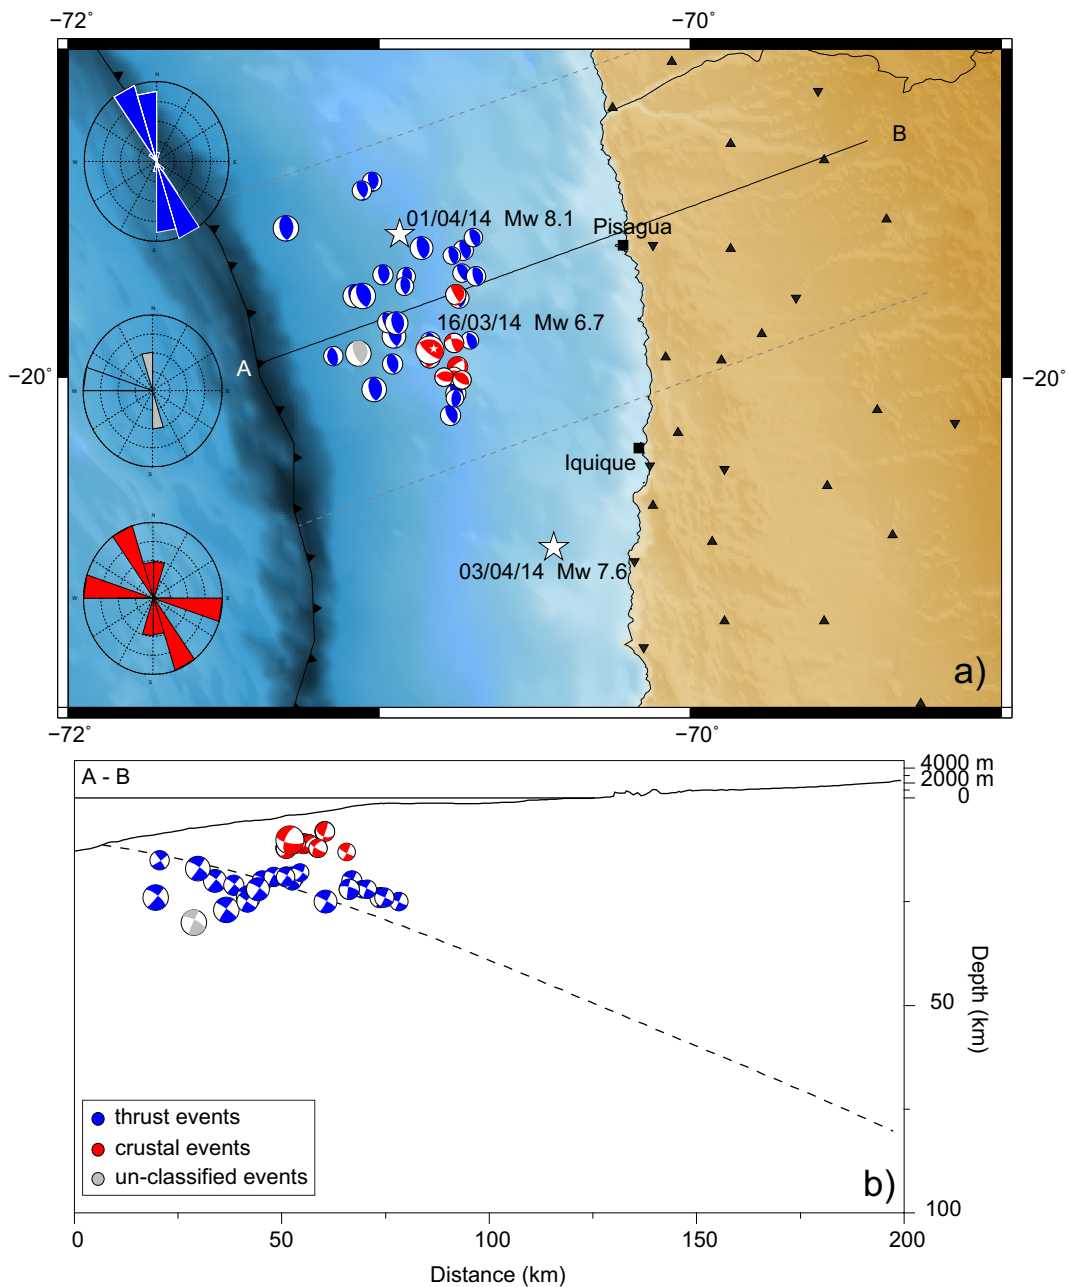 −72˚ −70˚
N
W E
S
B
01/04/14 Mw 8.1
Pisagua
16/03/14 Mw 6.7
N
A
−20˚ −20˚
W E
S
Iquique
N
03/04/14 Mw 7.6
W E
S
a)
−72˚ −70˚
A - B
4000 m
2000 m
0
50
Depth (km)
thrust events
crustal events
un-classified events
b)
100
0 50 100 150 200
Distance (km)